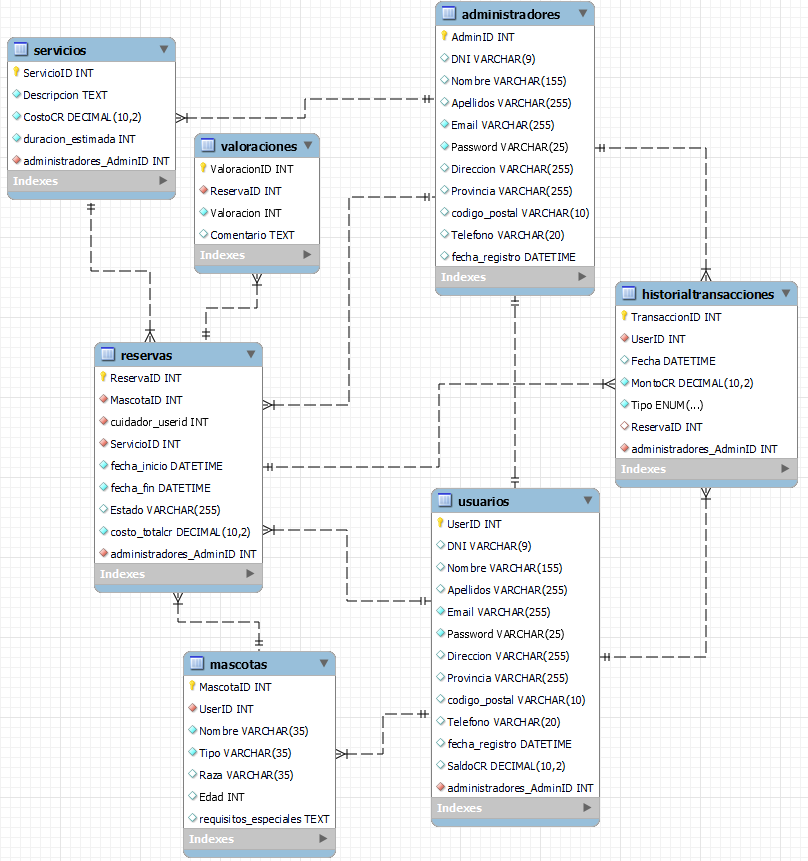 administradores
AdminID INT
DNI VARCHAR(9)
Nombre VARCHAR(155)
Apellidos VARCHAR(255)
Email VARCHAR(255)
Password VARCHAR(25)
Direccion VARCHAR(255)
Provincia VARCHAR(255)
codigo_postal VARCHAR(10)
Telefono VARCHAR(20)
fecha_registro DATETIME
Indexes
servicios
ServicioID INT
Descripcion TEXT
CostoCR DECIMAL(10,2)
duracion_estimada INT
administradores_AdminID INT
Indexes
valoraciones
ValoracionID INT
ReservaID INT
Valoracion INT
Comentario TEXT
Indexes
historialtransacciones
TransaccionID INT
UserID INT
Fecha DATETIME
MontoCR DECIMAL(10,2)
Tipo ENUM(...)
ReservaID INT
administradores_AdminID INT
Indexes
reservas
ReservaID INT
MascotaID INT
cuidador_userid INT
ServicioID INT
fecha_inicio DATETIME
fecha_fin DATETIME
Estado VARCHAR(255)
costo_totalcr DECIMAL(10,2)
administradores_AdminID INT
Indexes
usuarios
UserID INT
DNI VARCHAR(9)
Nombre VARCHAR(155)
Apellidos VARCHAR(255)
Email VARCHAR(255)
Password VARCHAR(25)
Direccion VARCHAR(255)
Provincia VARCHAR(255)
codigo_postal VARCHAR(10)
Telefono VARCHAR(20)
fecha_registro DATETIME
SaldoCR DECIMAL(10,2)
administradores_AdminID INT
Indexes
mascotas
MascotaID INT
UserID INT
Nombre VARCHAR(35)
Tipo VARCHAR(35)
Raza VARCHAR(35)
Edad INT
requisitos_especiales TEXT
Indexes